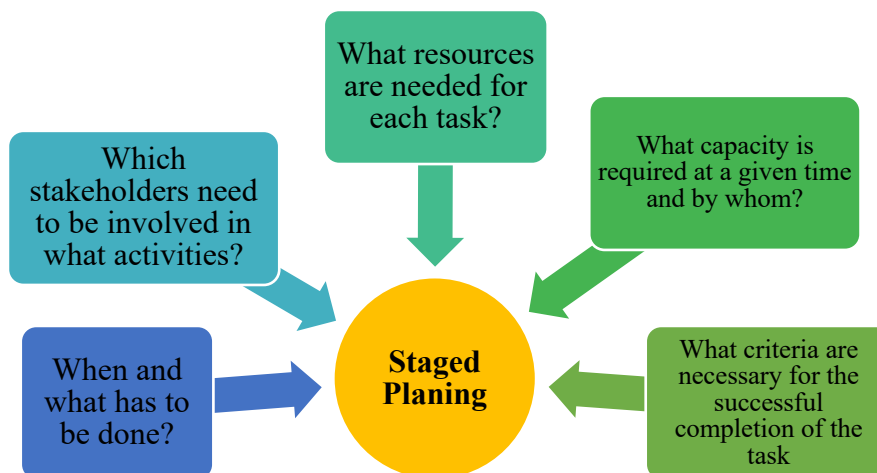 What resources
are needed for
each task?
Which
stakeholders need
to be involved in
what activities?
What capacity is
required at a given time
and by whom?
When and
what has to
be done?
Staged
Planing
What criteria are
necessary for the
successful
completion of the
task